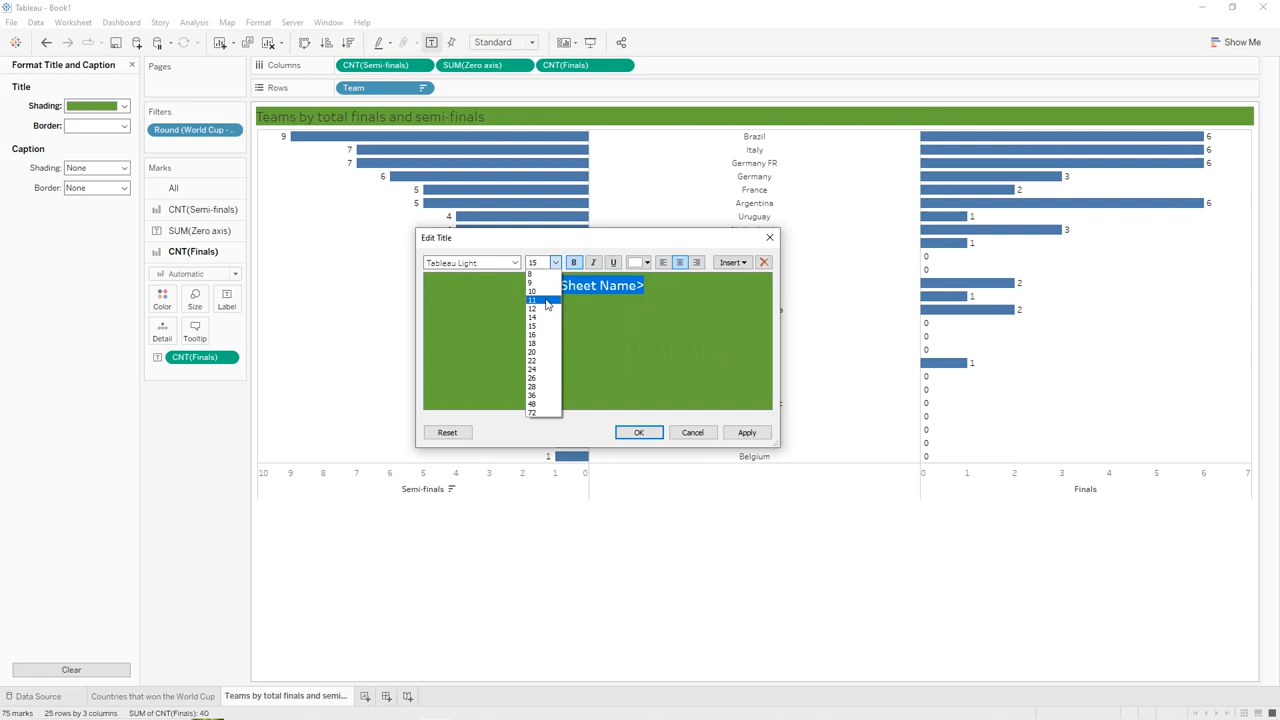 Tableau - Book1
File Data Worksheet Dashboard Story Analysis Map Format Server Window Help
Standard
Show Me
Format Title and Caption
Title
Shading:
Border:
Caption
Shading: None
Border: None
Clear
Pages
Filters
Round (World Cup - ..
Marks
All
CNT(Semi-finals)
SUM(Zero axis)
CNT(Finals)
Automatic
Color Size Label
Detail Tooltip
CNT(Finals)
Columns CNT(Semi-finals) SUM(Zero axis) CNT(Finals)
Rows Team
Teams by total finals and semi-finals
9 Brazil 6
7 Italy 6
7 Germany FR 6
6 Germany 3
5 France 2
5 Argentina 6
4 Uruguay 1
3
1
0
0
2
1
2
0
0
0
1
0
0
0
0
0
0
1 Belgium 0
10 9 8 7 6 5 4 3 2 1 0
0 1 2 3 4 5 6 7
Semi-finals
Finals
Edit Title
Tableau Light 15 B I U Insert
Sheet Name>
8
9
10
11
12
14
15
16
18
20
22
24
26
28
36
48
72
Reset OK Cancel Apply
Data Source Countries that won the World Cup Teams by total finals and semi...
75 marks 25 rows by 3 columns SUM of CNT(Finals): 40